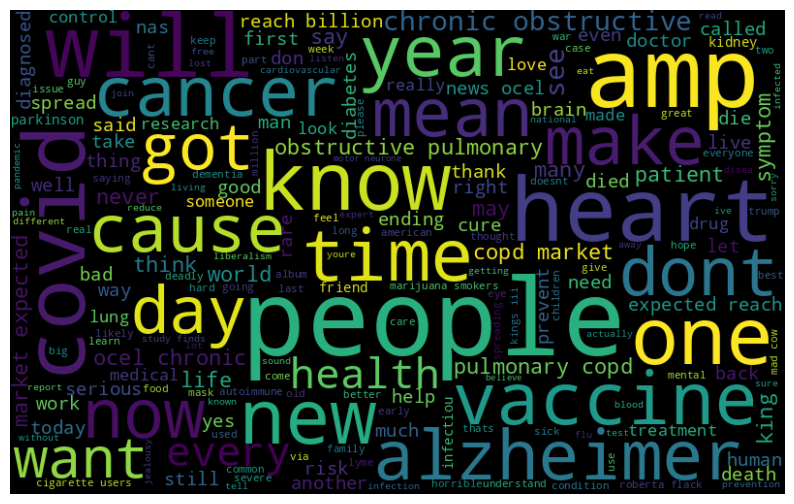 control
nas
reach billion
chronic obstructive
war
read
diagnosed
will
first
say
year
even
called
two
keep
free
cant
lost
week
listen
don
see
doctor
case
kidney
issue
guy
part
cardiovascular
love
amp
join
cancer
really
news ocel
please
eat
infected
spread
mean
diabetes
brain
made
die
great
parkinson
said
research
man
look
make
national
everyone
take
got
million
obstructive pulmonary
live
symptom
pandemic
thing
saying
dementia
motor neurone
many
doesnt
disea
covid
well
never
living
good
know
thank
died
patient
sorry
pain
different
reduce
someone
right
heart
feel
expert
may
drug
ive
trump
real
cause
rare
ending
cure
let
liberalism
long
american
thought
away
hope
youre
time
copd market
bad
think
world
deadly
album
getting
give
dont
best
way
hard
going
last
friend
marijuana smokers
eye
need
market expected
lung
day
people
spreading
kings iii
prevent
children
expected reach
likely
study finds
actually
one
mad cow
learn
lot
care
big
ocel chronic
sound
health
come
believe
pulmonary copd
mental
back
sure
serious
medical
life
report
food
mask
autoimmune
old
better
help
blood
work
now
known
new
early
infectiou
vaccine
king
today
used
yes
much
thats
sick
flu
test
treatment
without
jealousy
via
family
want
every
common
risk
lyme
alzheimer
use
human
still
severe
another
cigarette users
tell
infection
horribleunderstand
condition
roberta flack
death
prevention